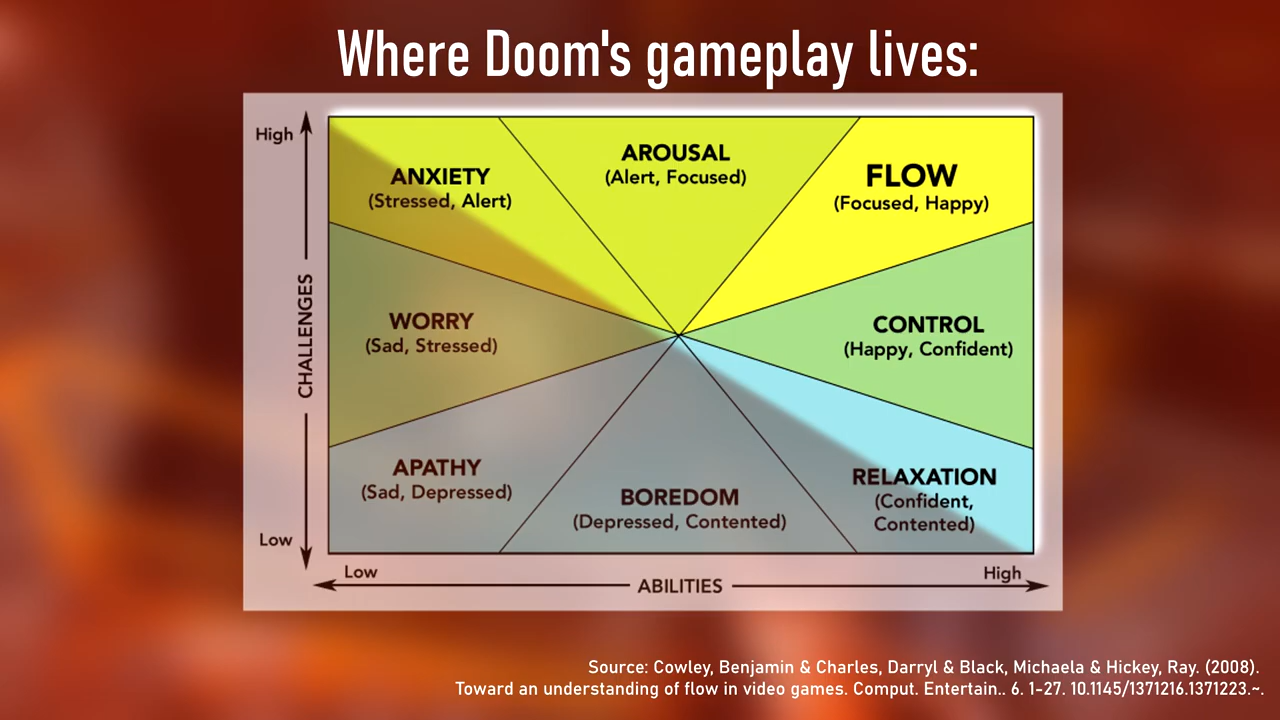 Where Doom's gameplay lives:
High
ANXIETY
(Stressed, Alert)
AROUSAL
(Alert, Focused)
FLOW
(Focused, Happy)
CHALLENGES
WORRY
(Sad, Stressed)
CONTROL
(Happy, Confident)
APATHY
(Sad, Depressed)
BOREDOM
(Depressed, Contented)
RELAXATION
(Confident,
Contented)
Low
Low
ABILITIES
High
Source: Cowley, Benjamin & Charles, Darryl & Black, Michaela & Hickey, Ray. (2008).
Toward an understanding of flow in video games. Comput. Entertain.. 6. 1-27. 10.1145/1371216.1371223.~.